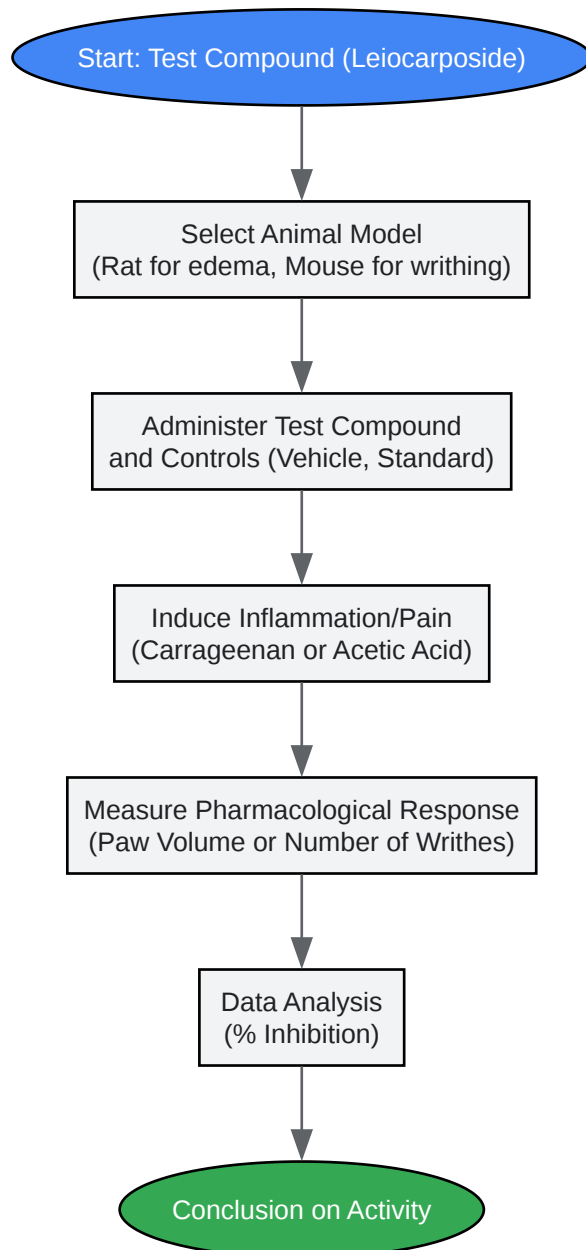 Start: Test Compound (Leiocarposide)
Select Animal Model
(Rat for edema, Mouse for writhing)
Administer Test Compound
and Controls (Vehicle, Standard)
Induce Inflammation/Pain
(Carrageenan or Acetic Acid)
Measure Pharmacological Response
(Paw Volume or Number of Writhes)
Data Analysis
(% Inhibition)
Conclusion on Activity